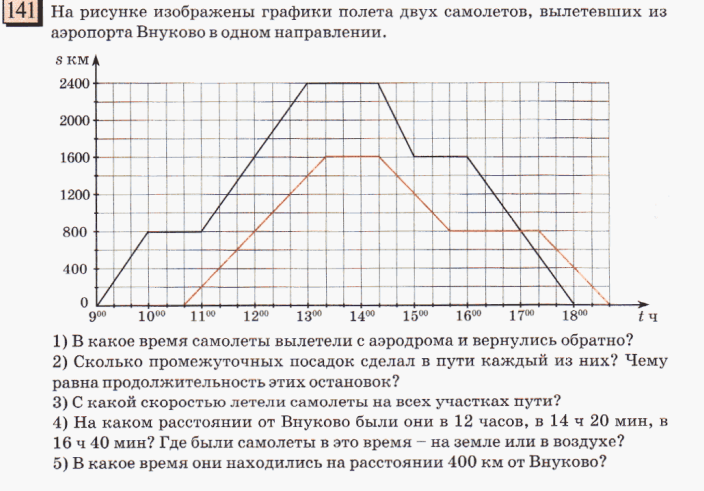 141 На рисунке изображены графики полета двух самолетов, вылетевших из
аэропорта Внуково в одном направлении.
s км
2400
2000
1600
1200
800
400
0
9⁰⁰ 10⁰⁰ 11⁰⁰ 12⁰⁰ 13⁰⁰ 14⁰⁰ 15⁰⁰ 16⁰⁰ 17⁰⁰ 18⁰⁰ t ч
1) В какое время самолеты вылетели с аэродрома и вернулись обратно?
2) Сколько промежуточных посадок сделал в пути каждый из них? Чему
равна продолжительность этих остановок?
3) С какой скоростью летели самолеты на всех участках пути?
4) На каком расстоянии от Внуково были они в 12 часов, в 14 ч 20 мин, в
16 ч 40 мин? Где были самолеты в это время – на земле или в воздухе?
5) В какое время они находились на расстоянии 400 км от Внуково?